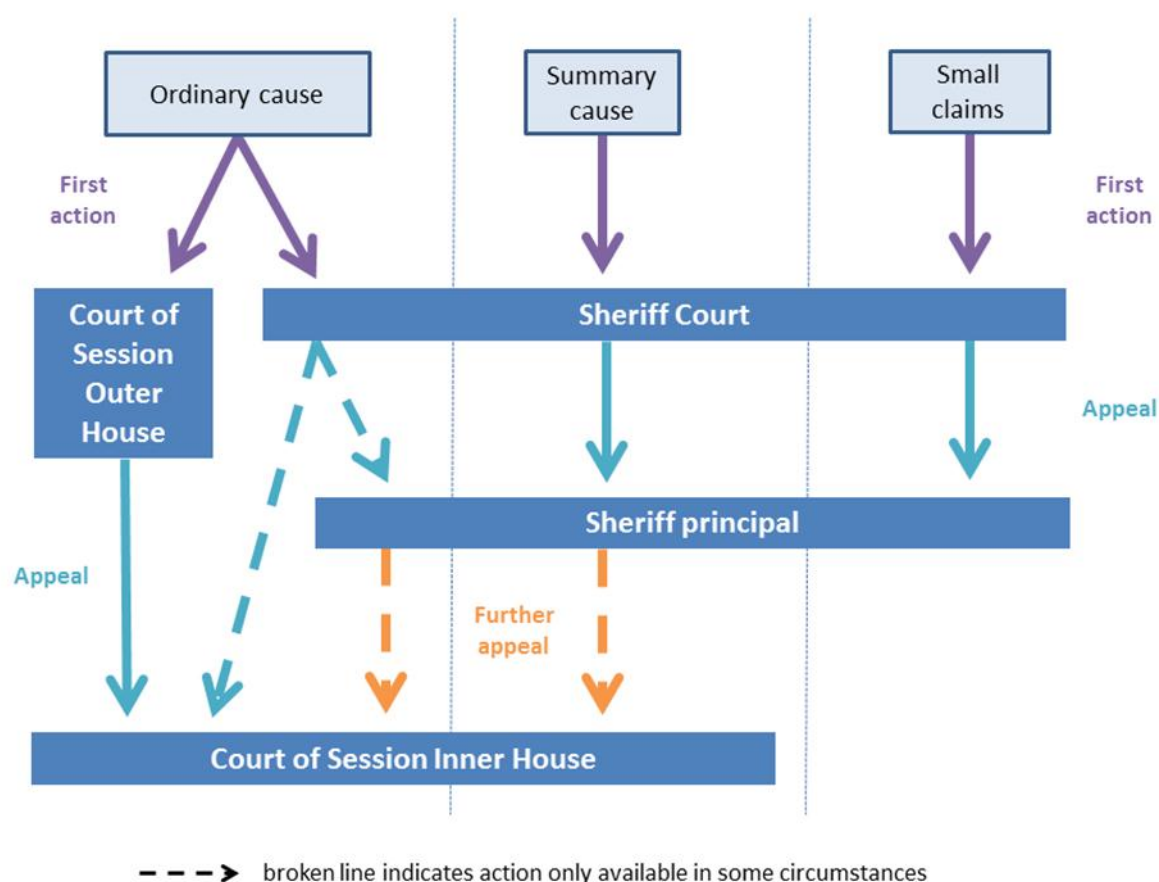 Ordinary cause
Summary
cause
Small
claims
First
action
First
action
Court of
Session
Outer
House
Sheriff Court
Appeal
Sheriff principal
Appeal
Further
appeal
Court of Session Inner House
broken line indicates action only available in some circumstances